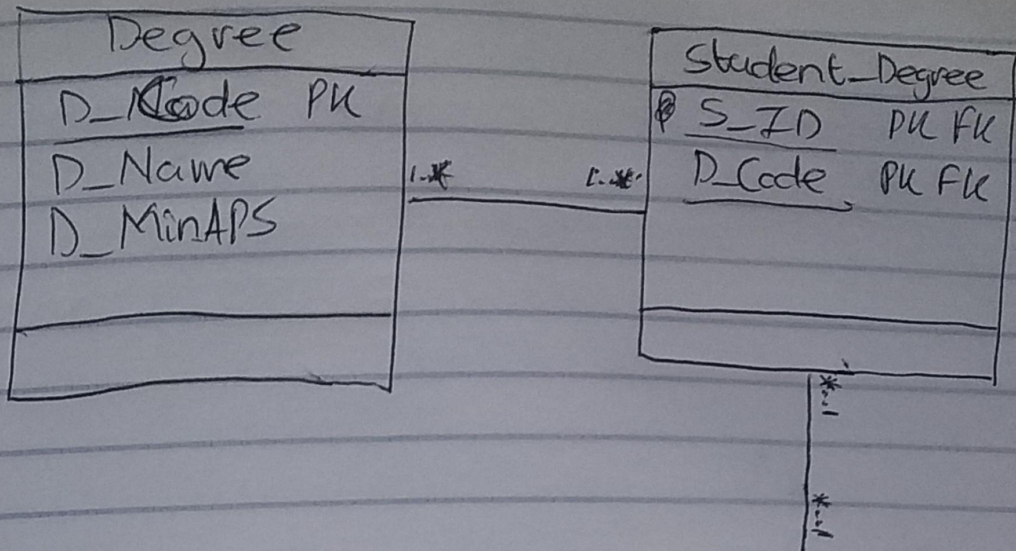 Degree
D_Code PK
D_Name
D_MinAPS
1..*
1..*
Student_Degree
S_ID PK FK
D_Code PK FK
1..*
1..*